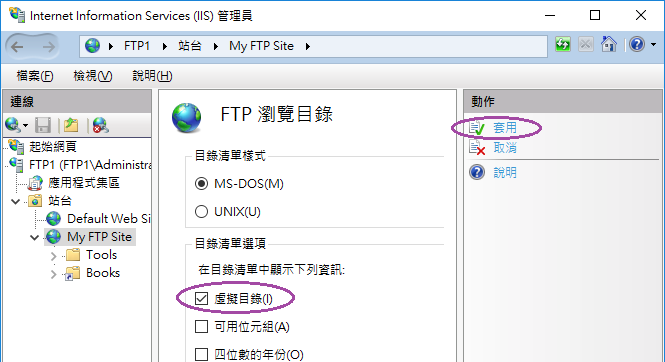 Internet Information Services (IIS) 管理員
FTP1 站台 My FTP Site
檔案(F) 檢視(V) 說明(H)
連線
起始網頁
FTP1 (FTP1\Administra
應用程式集區
站台
Default Web Si
My FTP Site
Tools
Books
FTP 瀏覽目錄
目錄清單樣式
MS-DOS(M)
UNIX(U)
目錄清單選項
在目錄清單中顯示下列資訊:
虛擬目錄(I)
可用位元組(A)
四位數的年份(O)
動作
套用
取消
說明